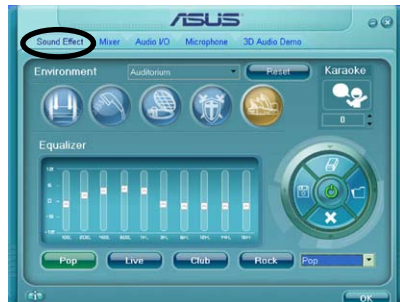 ASUS
Sound Effect Mixer Audio I/O Microphone 3D Audio Demo
Environment Auditorium Reset Karaoke
0
Equalizer
Pop Live Club Rock Pop
OK